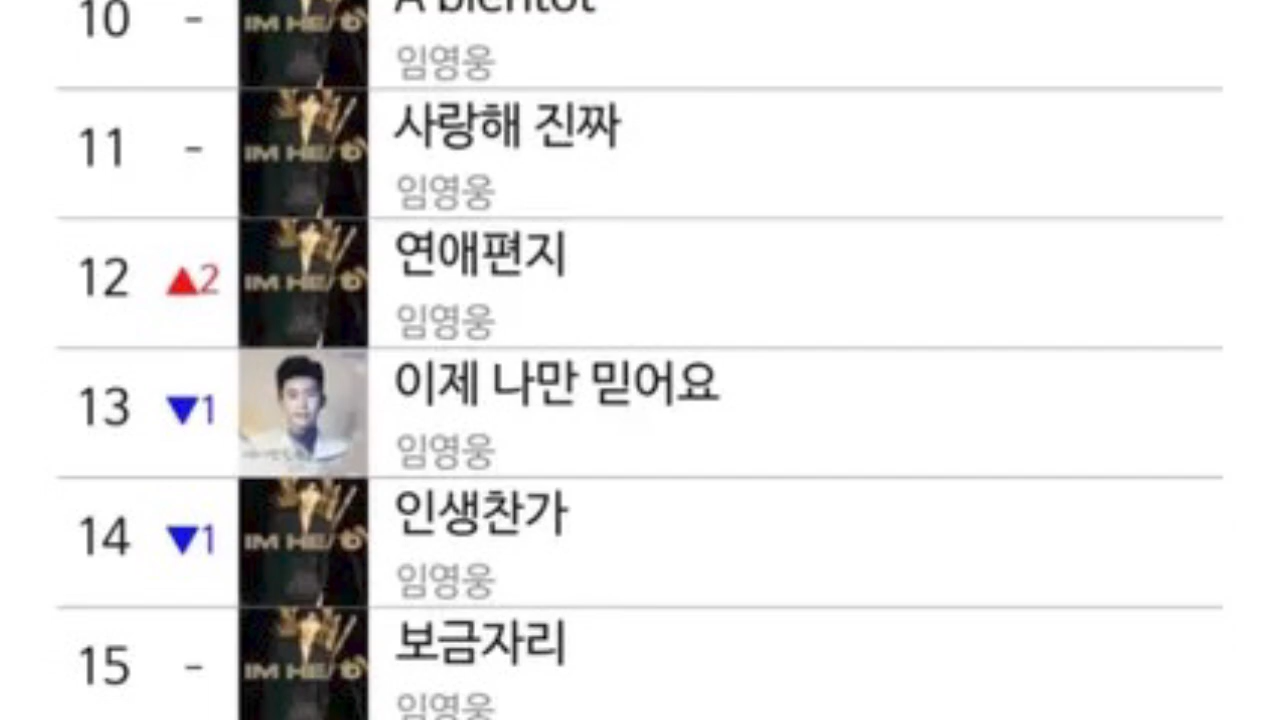 10 -
A bientot
임영웅
11 -
사랑해 진짜
임영웅
12 ▲2
연애편지
임영웅
13 ▼1
이제 나만 믿어요
임영웅
14 ▼1
인생찬가
임영웅
15 -
보금자리
임영웅